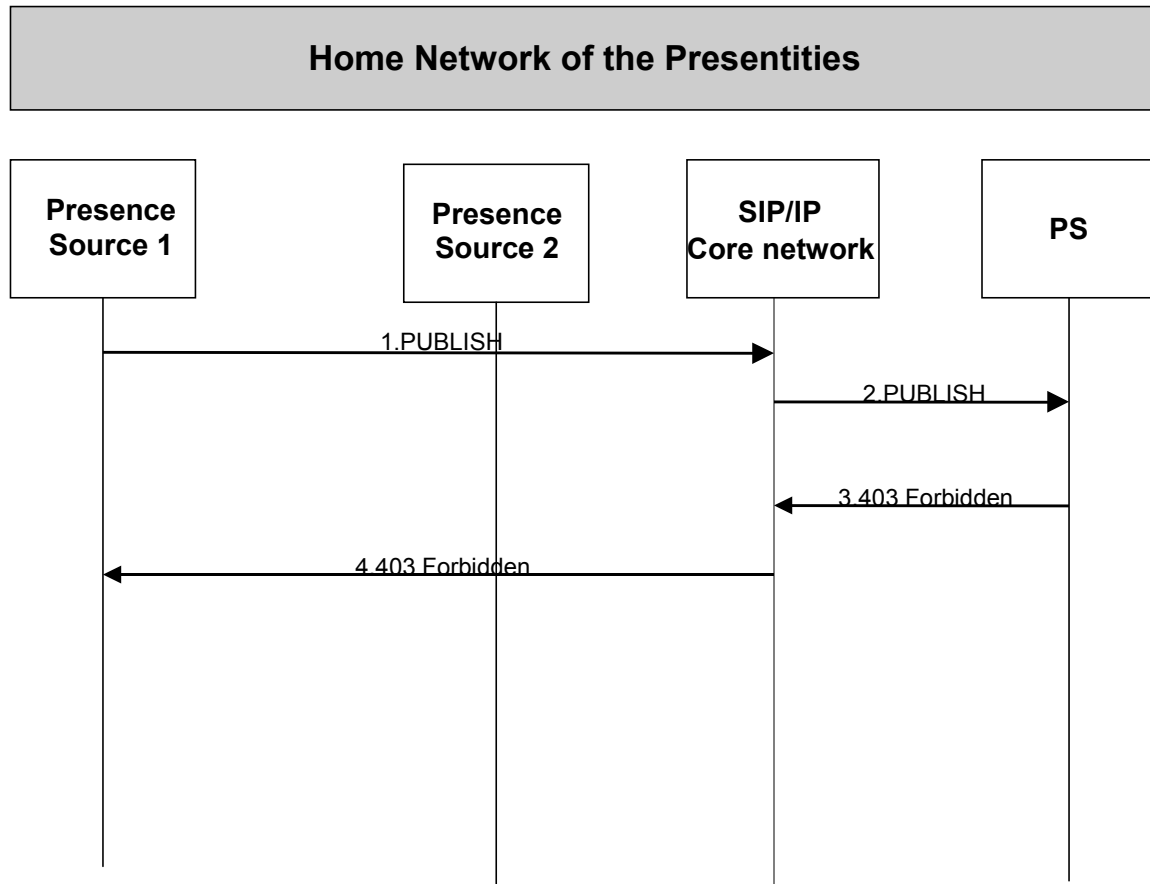 Home Network of the Presentities
Presence
Source 1
Presence
Source 2
SIP/IP
Core network
PS
1.PUBLISH
2.PUBLISH
3.403 Forbidden
4.403 Forbidden